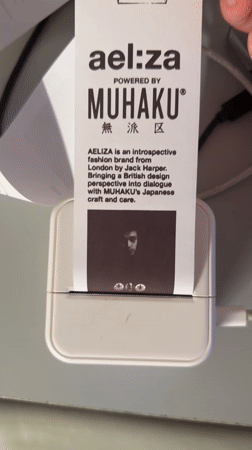 ael:za
POWERED BY
MUHAKU®
無 派 区
AELIZA is an introspective
fashion brand from
London by Jack Harper.
Bringing a British design
perspective into dialogue
with MUHAKU's Japanese
craft and care.